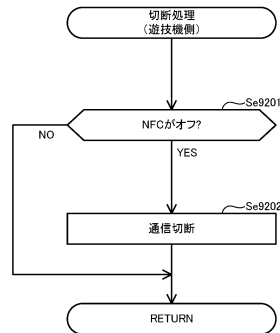 切断処理
(遊技機側)
Se9201
NFCがオフ?
NO
YES
Se9202
通信切断
RETURN